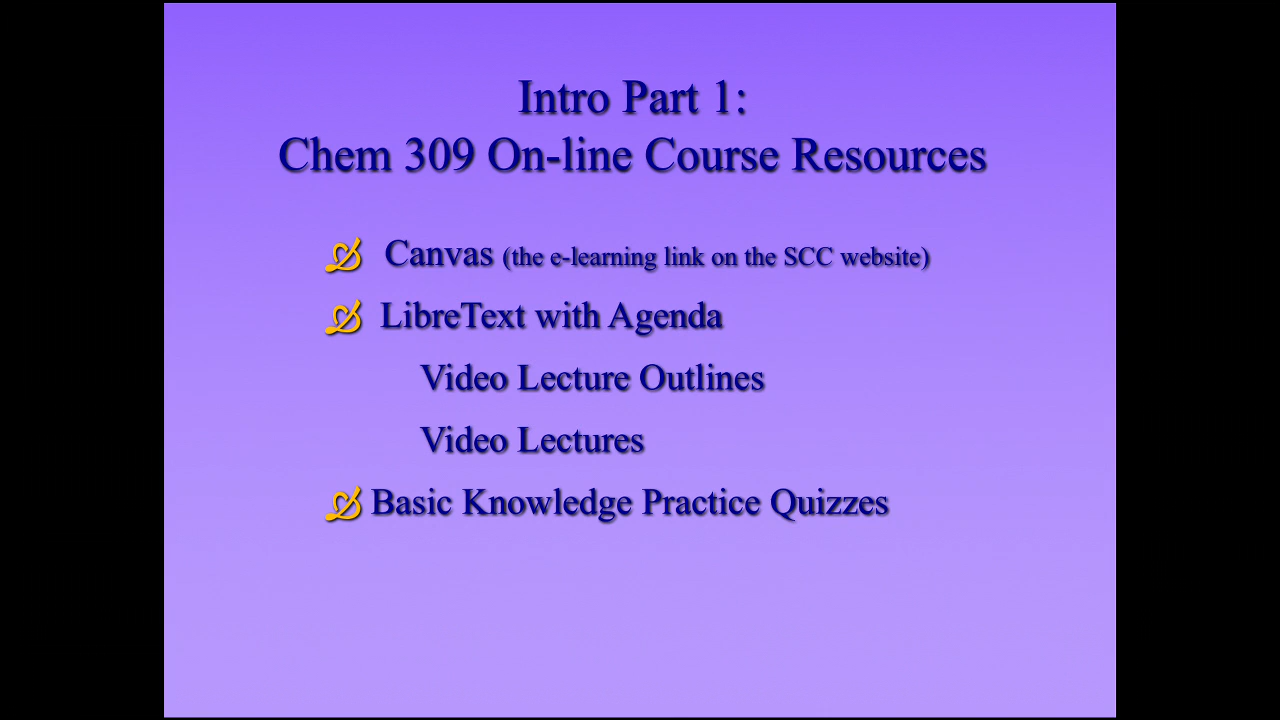 Intro Part 1:
Chem 309 On-line Course Resources
Canvas (the e-learning link on the SCC website)
LibreText with Agenda
Video Lecture Outlines
Video Lectures
Basic Knowledge Practice Quizzes